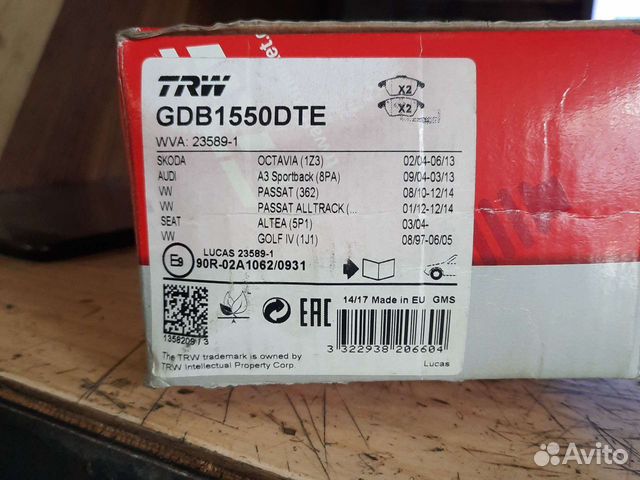 TRW
X2
X2
GDB1550DTE
WVA: 23589-1
SKODA OCTAVIA (1Z3) 02/04-06/13
AUDI A3 Sportback (8PA) 09/04-03/13
VW PASSAT (362) 08/10-12/14
VW PASSAT ALLTRACK (... 01/12-12/14
SEAT ALTEA (5P1) 03/04-
VW GOLF IV (1J1) 08/97-06/05
LUCAS 23589-1
E9 90R-02A1062/0931
EAC
14/17 Made in EU GMS
1358209 / 3
3 322938 206604
The TRW trademark is owned by
TRW Intellectual Property Corp.
Lucas
Avito